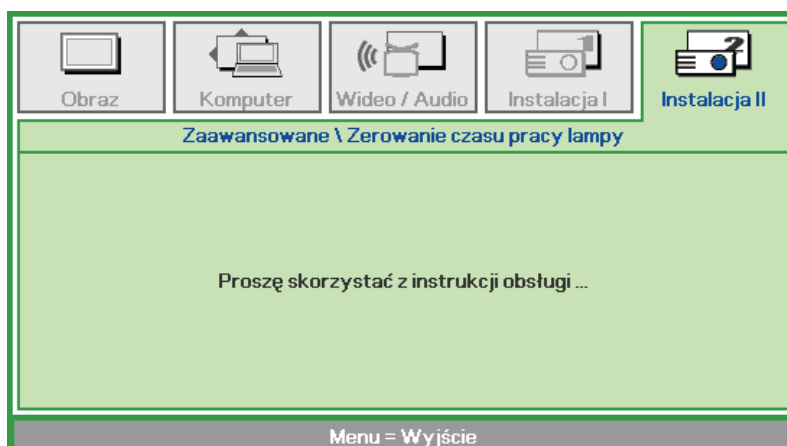 Obraz
Komputer
Wideo / Audio
Instalacja I
Instalacja II
Zaawansowane \ Zerowanie czasu pracy lampy
Proszę skorzystać z instrukcji obsługi ...
Menu = Wyjście